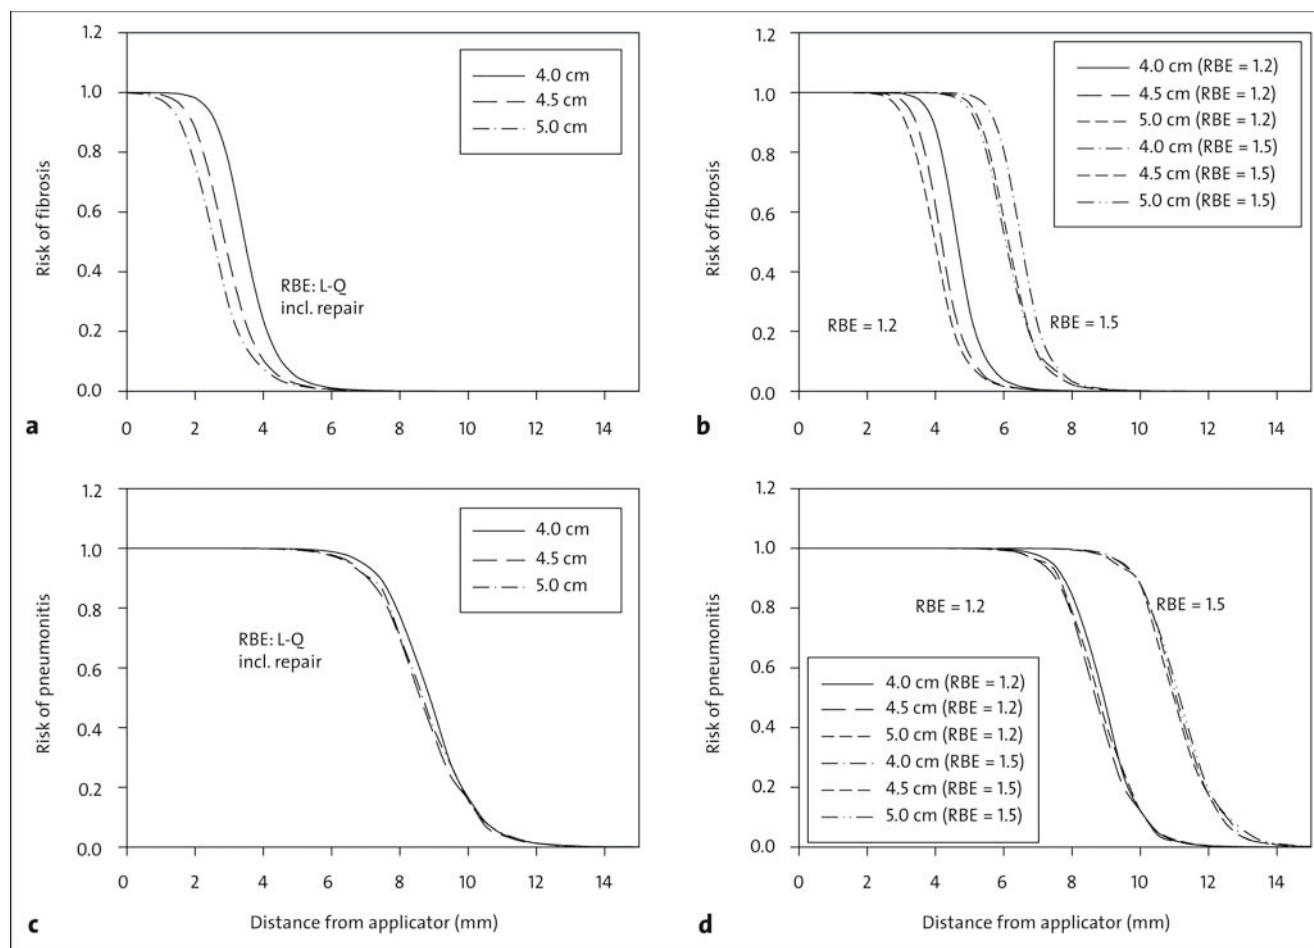 1.2
1.0
0.8
0.6
0.4
0.2
0.0
Risk of fibrosis
4.0 cm
4.5 cm
5.0 cm
RBE: L-Q
incl. repair
0 2 4 6 8 10 12 14
a
1.2
1.0
0.8
0.6
0.4
0.2
0.0
Risk of fibrosis
4.0 cm (RBE = 1.2)
4.5 cm (RBE = 1.2)
5.0 cm (RBE = 1.2)
4.0 cm (RBE = 1.5)
4.5 cm (RBE = 1.5)
5.0 cm (RBE = 1.5)
RBE = 1.2
RBE = 1.5
0 2 4 6 8 10 12 14
b
1.2
1.0
0.8
0.6
0.4
0.2
0.0
Risk of pneumonitis
4.0 cm
4.5 cm
5.0 cm
RBE: L-Q
incl. repair
0 2 4 6 8 10 12 14
Distance from applicator (mm)
c
1.2
1.0
0.8
0.6
0.4
0.2
0.0
Risk of pneumonitis
RBE = 1.2
RBE = 1.5
4.0 cm (RBE = 1.2)
4.5 cm (RBE = 1.2)
5.0 cm (RBE = 1.2)
4.0 cm (RBE = 1.5)
4.5 cm (RBE = 1.5)
5.0 cm (RBE = 1.5)
0 2 4 6 8 10 12 14
Distance from applicator (mm)
d